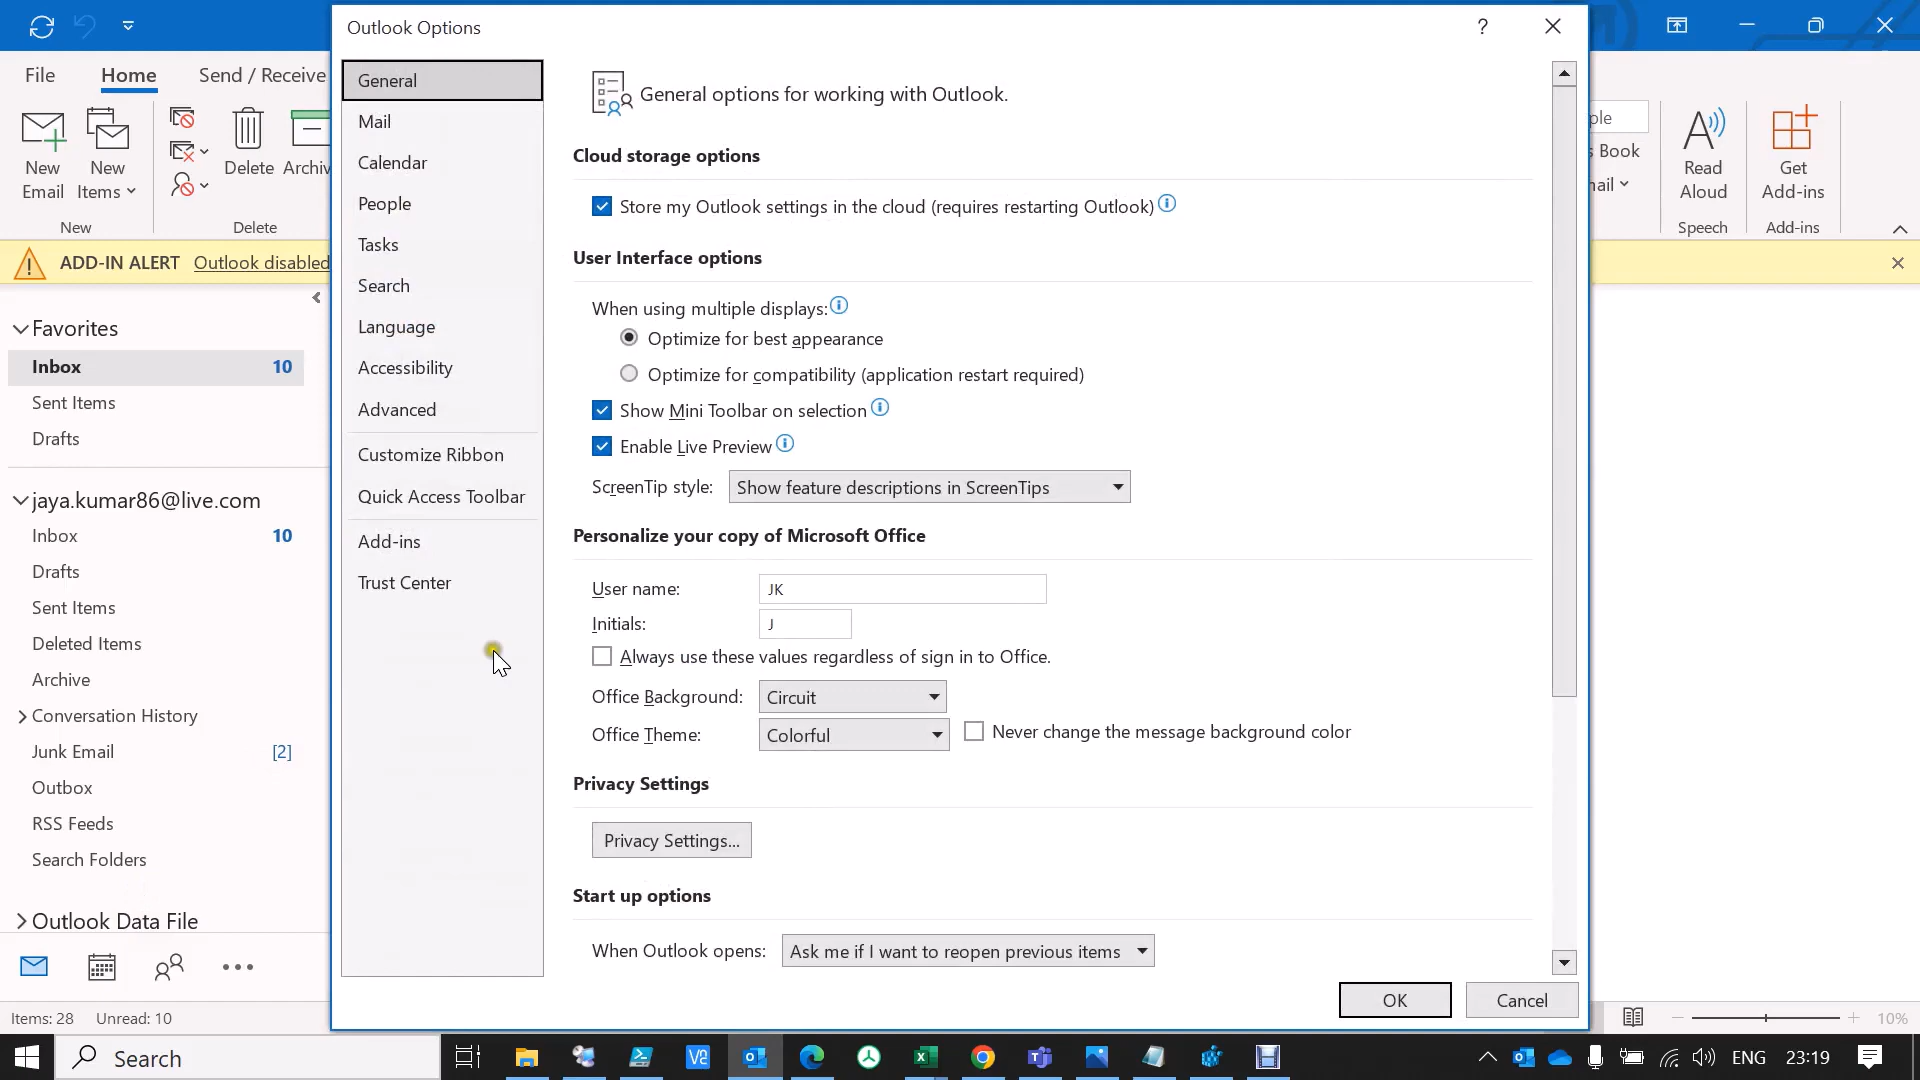 Outlook Options
File
Home
Send / Receive
New
Email
New
Items
Delete
Archiv
New
Delete
ADD-IN ALERT Outlook disabled
Favorites
Inbox 10
Sent Items
Drafts
jaya.kumar86@live.com
Inbox 10
Drafts
Sent Items
Deleted Items
Archive
Conversation History
Junk Email [2]
Outbox
RSS Feeds
Search Folders
Outlook Data File
Items: 28 Unread: 10
General
Mail
Calendar
People
Tasks
Search
Language
Accessibility
Advanced
Customize Ribbon
Quick Access Toolbar
Add-ins
Trust Center
General options for working with Outlook.
Cloud storage options
Store my Outlook settings in the cloud (requires restarting Outlook)
User Interface options
When using multiple displays:
Optimize for best appearance
Optimize for compatibility (application restart required)
Show Mini Toolbar on selection
Enable Live Preview
ScreenTip style: Show feature descriptions in ScreenTips
Personalize your copy of Microsoft Office
User name: JK
Initials: J
Always use these values regardless of sign in to Office.
Office Background: Circuit
Office Theme: Colorful
Never change the message background color
Privacy Settings
Privacy Settings...
Start up options
When Outlook opens: Ask me if I want to reopen previous items
OK
Cancel
ple
s Book
ail
Read
Aloud
Speech
Get
Add-ins
Add-ins
10%
Search
ENG 23:19